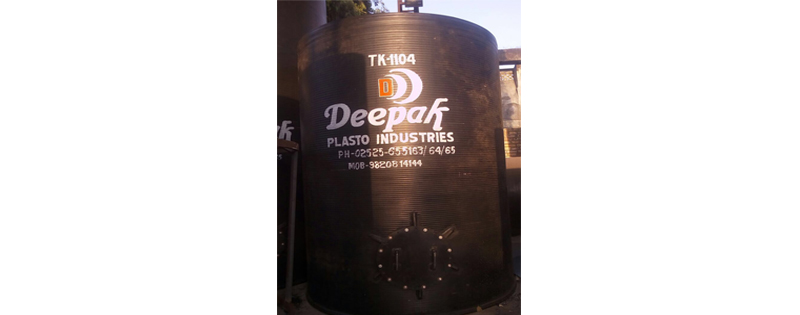 TK-1104
D
Deepak
PLASTO INDUSTRIES
PH-02525-655163/64/65
MOB-9820814144